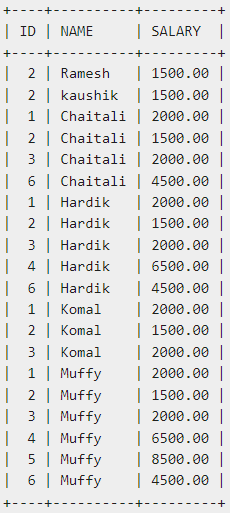 +----+----------+---------+
| ID | NAME     | SALARY  |
+----+----------+---------+
|  2 | Ramesh   | 1500.00 |
|  2 | kaushik  | 1500.00 |
|  1 | Chaitali | 2000.00 |
|  2 | Chaitali | 1500.00 |
|  3 | Chaitali | 2000.00 |
|  6 | Chaitali | 4500.00 |
|  1 | Hardik   | 2000.00 |
|  2 | Hardik   | 1500.00 |
|  3 | Hardik   | 2000.00 |
|  4 | Hardik   | 6500.00 |
|  6 | Hardik   | 4500.00 |
|  1 | Komal    | 2000.00 |
|  2 | Komal    | 1500.00 |
|  3 | Komal    | 2000.00 |
|  1 | Muffy    | 2000.00 |
|  2 | Muffy    | 1500.00 |
|  3 | Muffy    | 2000.00 |
|  4 | Muffy    | 6500.00 |
|  5 | Muffy    | 8500.00 |
|  6 | Muffy    | 4500.00 |
+----+----------+---------+